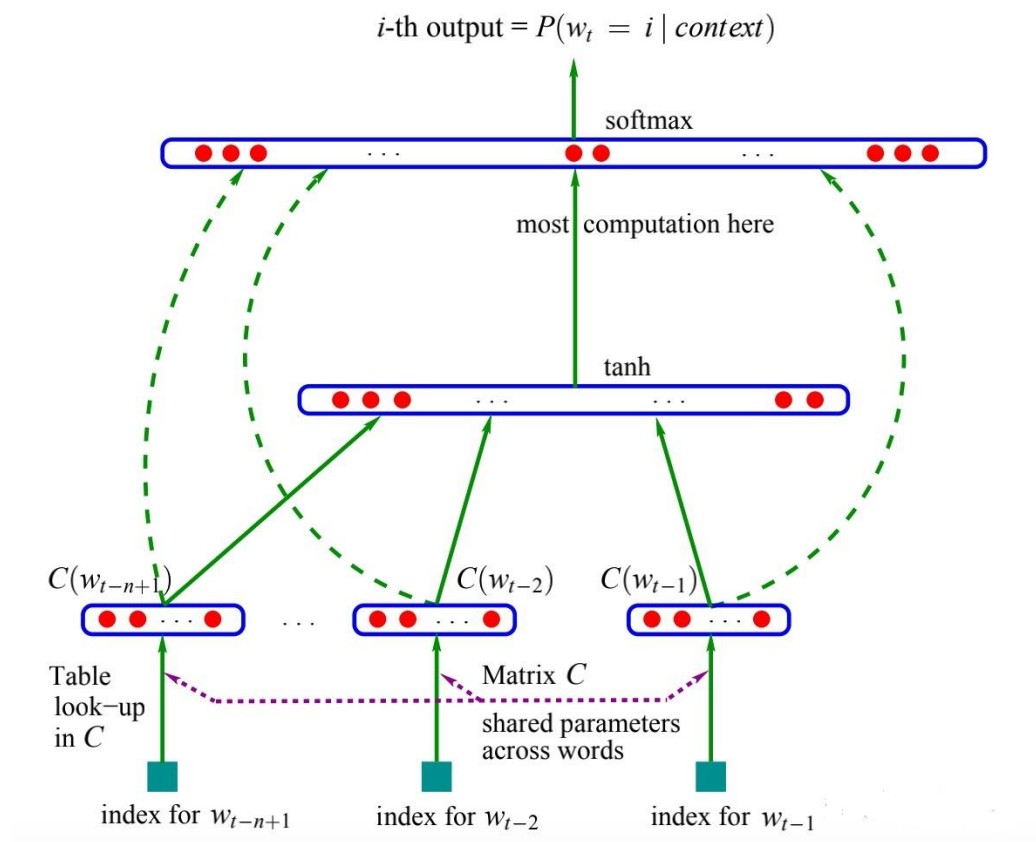 i-th output = P(w_t = i | context)
softmax
. . .
. . .
most computation here
tanh
. . .
. . .
C(w_{t−n+1})
C(w_{t−2})
C(w_{t−1})
. . .
. . .
. . .
. . .
Table
look−up
in C
Matrix C
shared parameters
across words
index for w_{t−n+1}
index for w_{t−2}
index for w_{t−1}